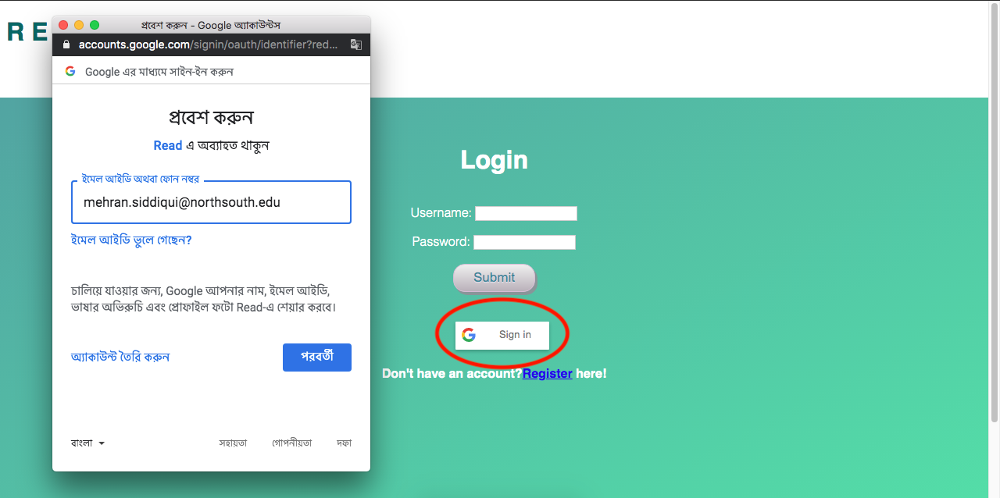 R E
প্রবেশ করুন - Google অ্যাকাউন্টস
accounts.google.com/signin/oauth/identifier?red...
Google এর মাধ্যমে সাইন-ইন করুন
প্রবেশ করুন
Read এ অব্যাহত থাকুন
ইমেল আইডি অথবা ফোন নম্বর
mehran.siddiqui@northsouth.edu
ইমেল আইডি ভুলে গেছেন?
চালিয়ে যাওয়ার জন্য, Google আপনার নাম, ইমেল আইডি,
ভাষার অভিরুচি এবং প্রোফাইল ফটো Read-এ শেয়ার করবে।
অ্যাকাউন্ট তৈরি করুন
পরবর্তী
বাংলা
সহায়তা
গোপনীয়তা
দফা
Login
Username:
Password:
Submit
Sign in
Don't have an account?Register here!